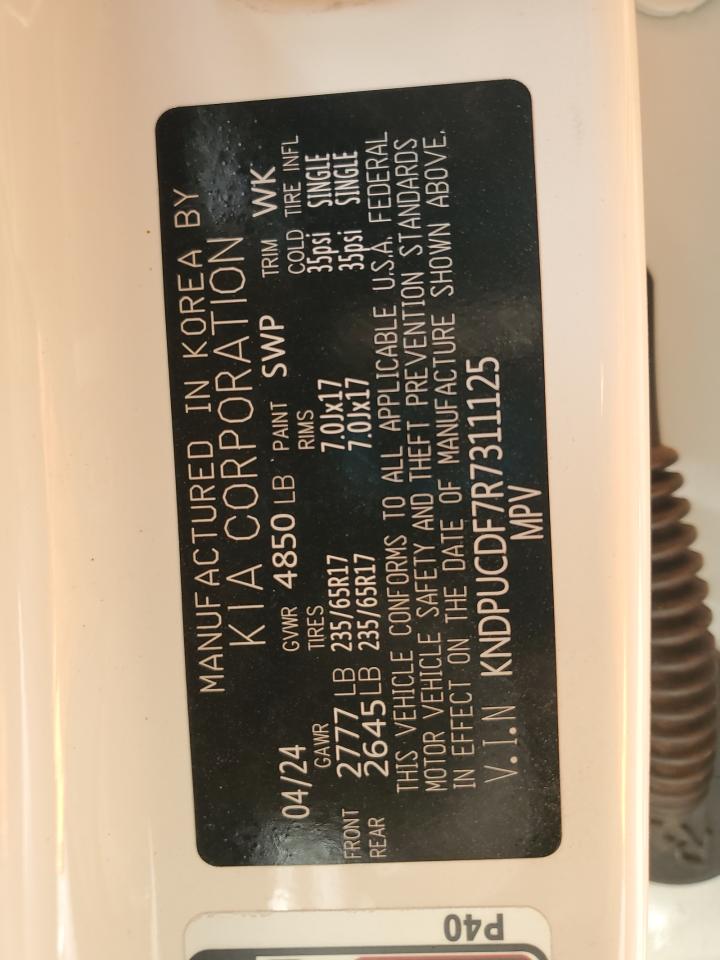 MANUFACTURED IN KOREA BY
KIA CORPORATION
04/24 GVWR 4850 LB PAINT SWP TRIM WK
GAWR TIRES RIMS COLD TIRE INFL
FRONT 2777 LB 235/65R17 7.0Jx17 35psi SINGLE
REAR 2645 LB 235/65R17 7.0Jx17 35psi SINGLE
THIS VEHICLE CONFORMS TO ALL APPLICABLE U.S.A. FEDERAL
MOTOR VEHICLE SAFETY AND THEFT PREVENTION STANDARDS
IN EFFECT ON THE DATE OF MANUFACTURE SHOWN ABOVE.
V.I.N KNDPUCDF7R7311125
MPV
P40